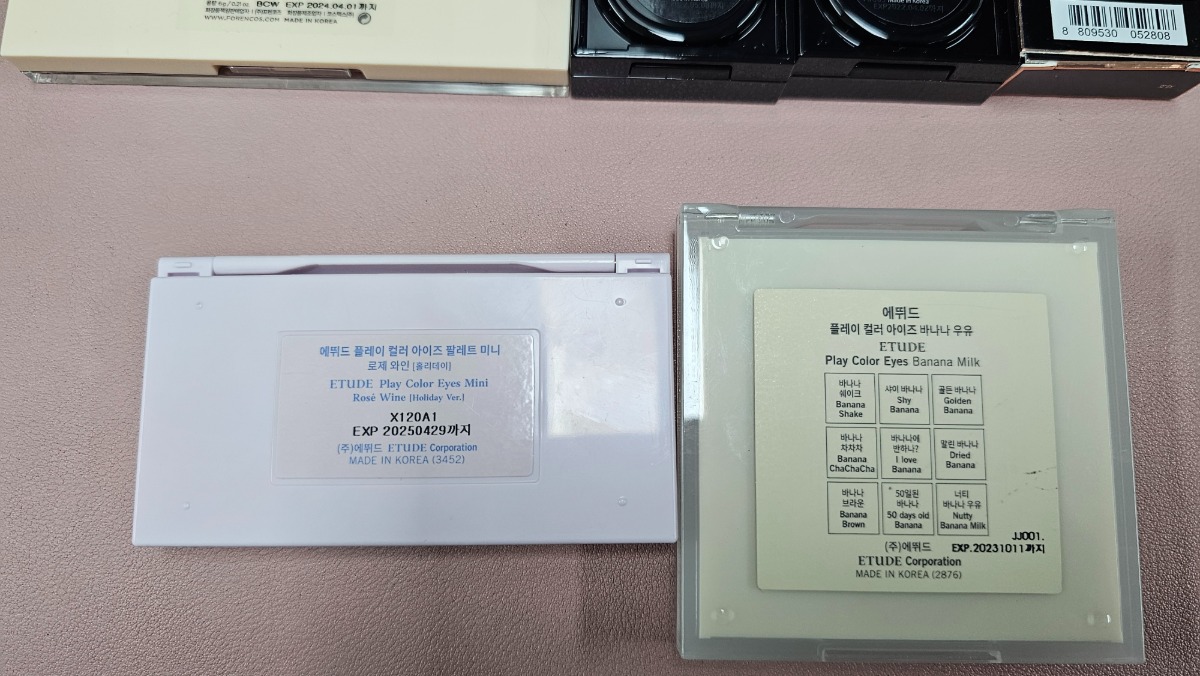 용량 6g / 0.21 oz BCW EXP 2024.04.01까지
WWW.FORENCOS.COM MADE IN KOREA
8 809530 052808
에뛰드 플레이 컬러 아이즈 팔레트 미니
로제 와인 [홀리데이]
ETUDE Play Color Eyes Mini
Rosé Wine [Holiday Ver.]
X120A1
EXP 20250429까지
(주)에뛰드 ETUDE Corporation
MADE IN KOREA (3452)
에뛰드
플레이 컬러 아이즈 바나나 우유
ETUDE
Play Color Eyes Banana Milk
바나나
쉐이크
Banana
Shake
샤이 바나나
Shy
Banana
골든 바나나
Golden
Banana
바나나
차차차
Banana
ChaChaCha
바나나에
반하나?
I love
Banana
말린 바나나
Dried
Banana
바나나
브라운
Banana
Brown
50일된
바나나
50 days old
Banana
너티
바나나 우유
Nutty
Banana Milk
JJ001.
(주)에뛰드 EXP.20231011까지
ETUDE Corporation
MADE IN KOREA (2876)